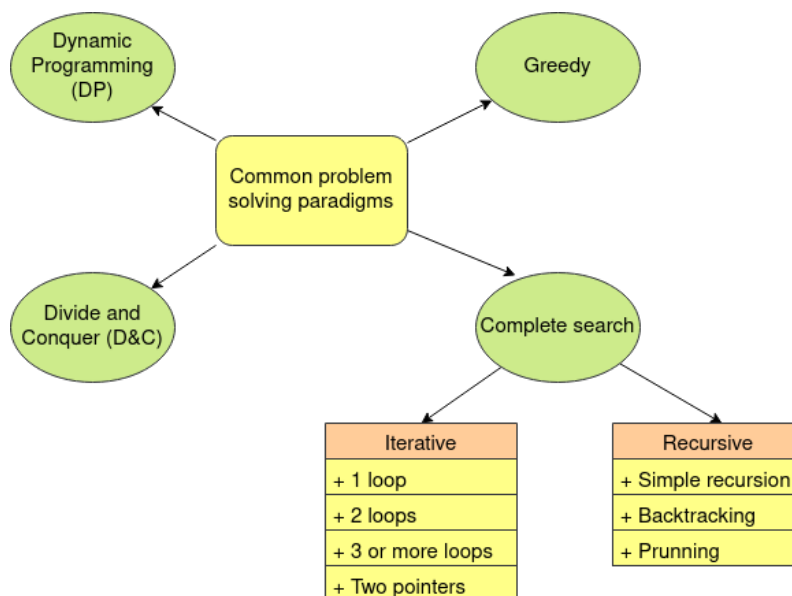 Dynamic
Programming
(DP)
Greedy
Common problem
solving paradigms
Divide and
Conquer (D&C)
Complete search
Iterative
+ 1 loop
+ 2 loops
+ 3 or more loops
+ Two pointers
Recursive
+ Simple recursion
+ Backtracking
+ Prunning